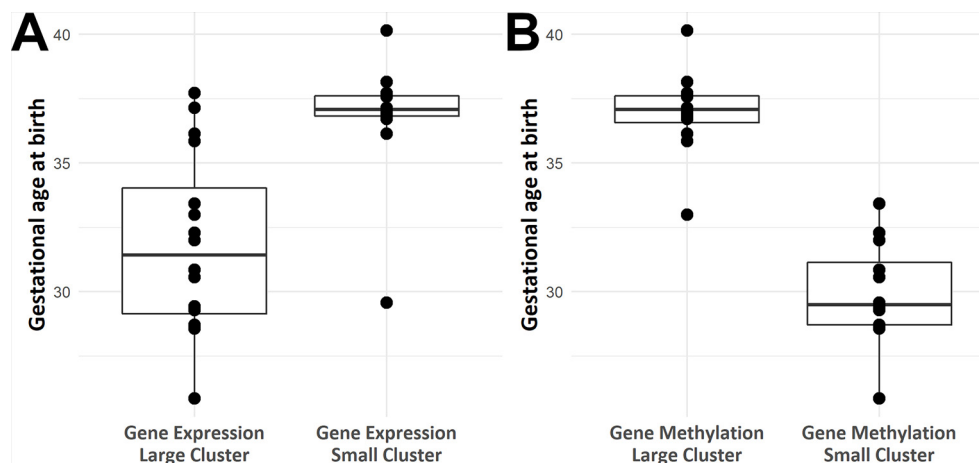 A
Gestational age at birth
40
35
30
Gene Expression
Large Cluster
Gene Expression
Small Cluster
B
Gestational age at birth
40
35
30
Gene Methylation
Large Cluster
Gene Methylation
Small Cluster